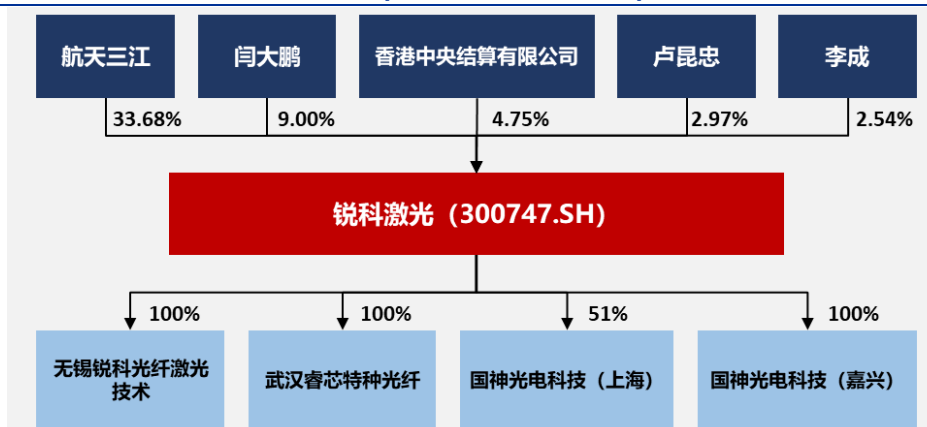 航天三江
闫大鹏
香港中央结算有限公司
卢昆忠
李成
33.68%
9.00%
4.75%
2.97%
2.54%
锐科激光（300747.SH）
100%
100%
51%
100%
无锡锐科光纤激光
技术
武汉睿芯特种光纤
国神光电科技（上海）
国神光电科技（嘉兴）